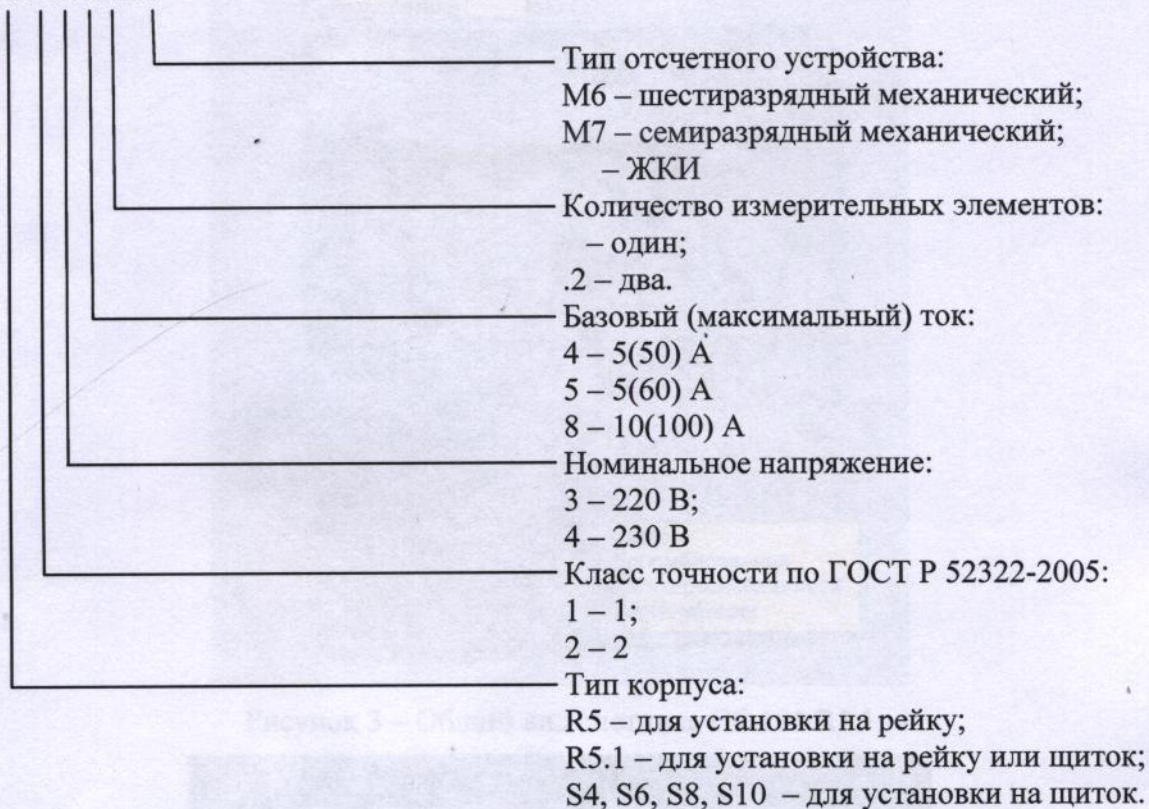 Тип отсчетного устройства:
М6 – шестиразрядный механический;
М7 – семиразрядный механический;
– ЖКИ
Количество измерительных элементов:
– один;
.2 – два.
Базовый (максимальный) ток:
4 – 5(50) А
5 – 5(60) А
8 – 10(100) А
Номинальное напряжение:
3 – 220 В;
4 – 230 В
Класс точности по ГОСТ Р 52322-2005:
1 – 1;
2 – 2
Тип корпуса:
R5 – для установки на рейку;
R5.1 – для установки на рейку или щиток;
S4, S6, S8, S10 – для установки на щиток.